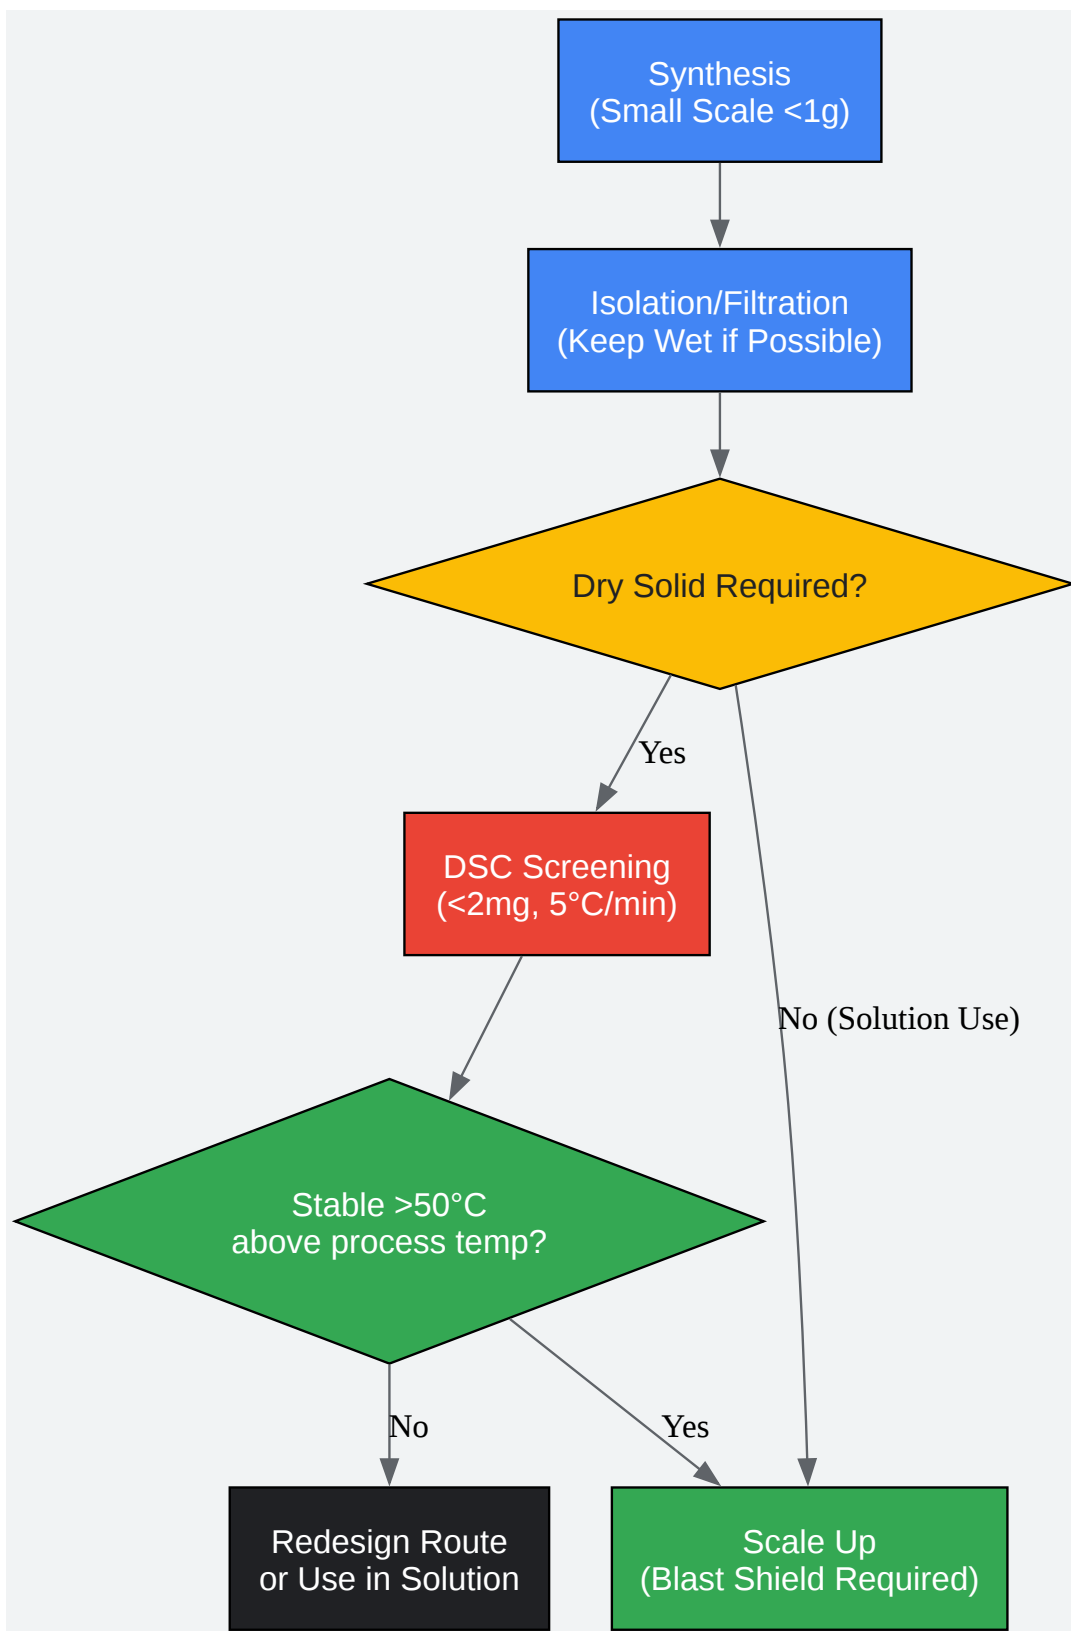 Synthesis
(Small Scale <1g)
Isolation/Filtration
(Keep Wet if Possible)
Dry Solid Required?
Yes
DSC Screening
(<2mg, 5°C/min)
No (Solution Use)
Stable >50°C
above process temp?
No
Yes
Redesign Route
or Use in Solution
Scale Up
(Blast Shield Required)